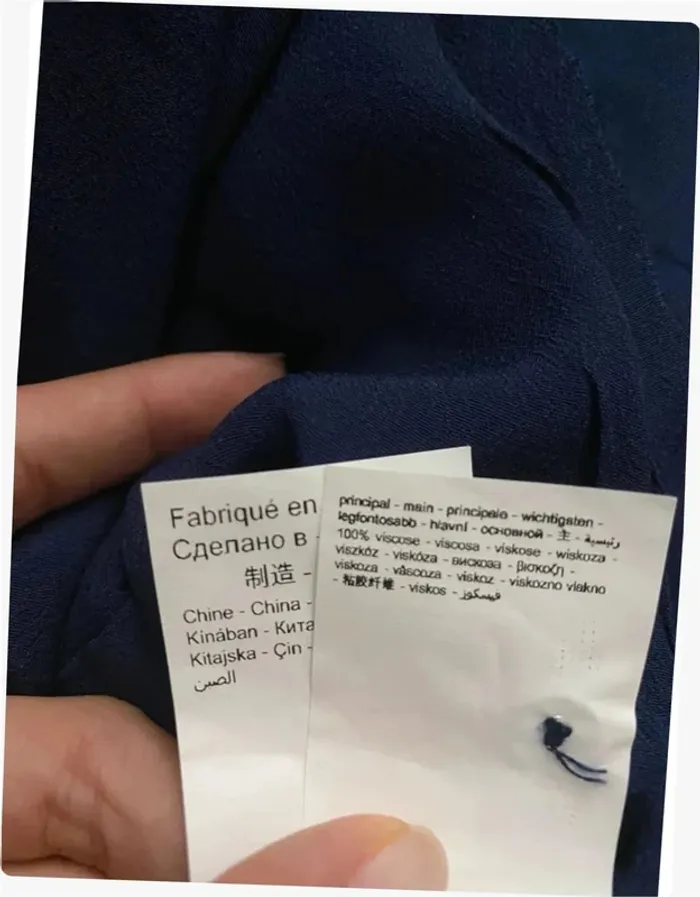 Fabriqué en
Сделано в -
制造 -
Chine - China -
Kinában - Кита
Kitajska - Çin -
الصين
principal - main - principale - wichtigsten -
legfontosabb - hlavní - основной - 主 - رئيسية -
100% viscose - viscosa - viskose - wiskoza -
viszkóz - viskóza - вискоза - βισκοζη -
viskoza - vâscoza - viskoz - viskozno vlakno
- 粘胶纤维 - viskos - فيسكوز